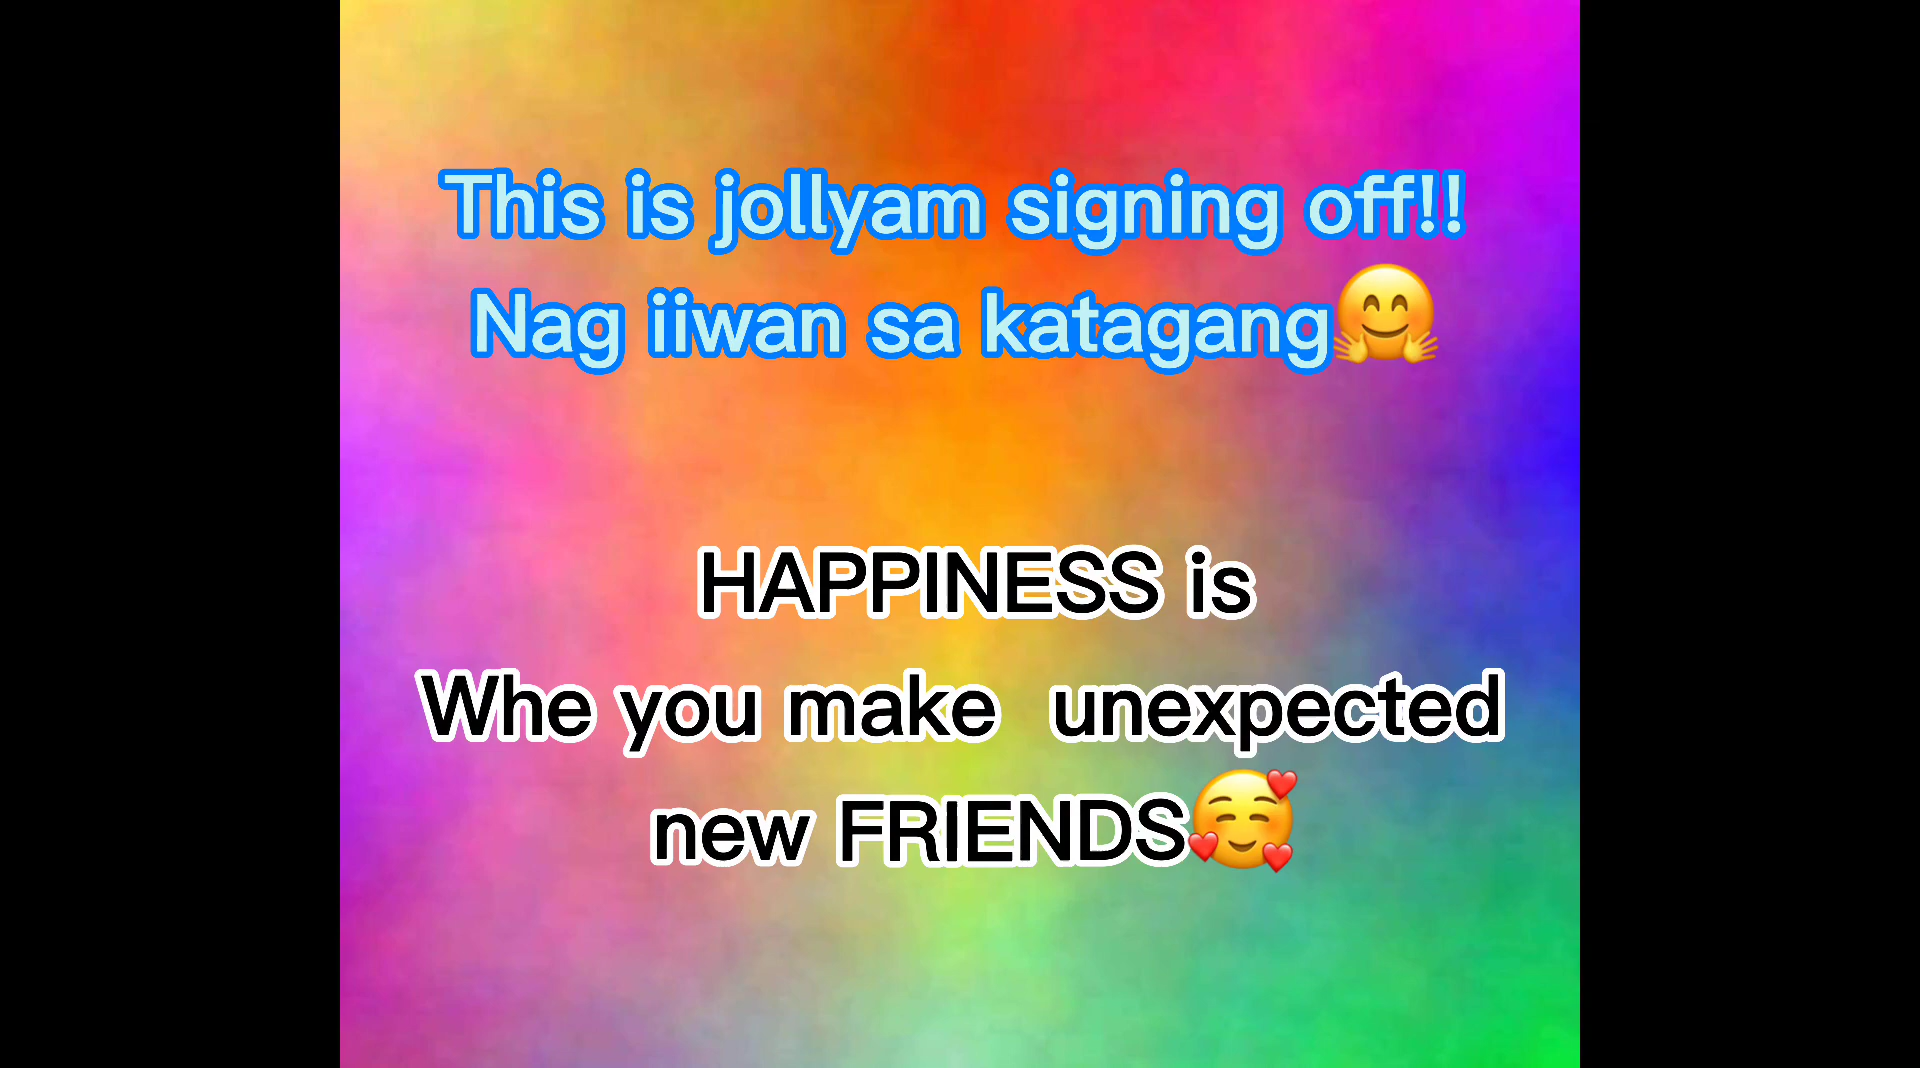 This is jollyam signing off!!
Nag iiwan sa katagang🤗
HAPPINESS is
Whe you make  unexpected
new FRIENDS🥰